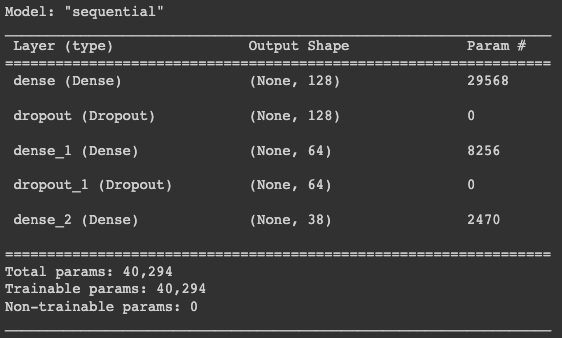 Model: "sequential"
_________________________________________________________________
Layer (type) Output Shape Param #
=================================================================
dense (Dense) (None, 128) 29568
dropout (Dropout) (None, 128) 0
dense_1 (Dense) (None, 64) 8256
dropout_1 (Dropout) (None, 64) 0
dense_2 (Dense) (None, 38) 2470
=================================================================
Total params: 40,294
Trainable params: 40,294
Non-trainable params: 0
_________________________________________________________________